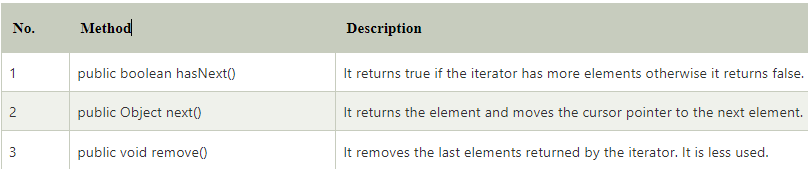 No. Method Description
1 public boolean hasNext() It returns true if the iterator has more elements otherwise it returns false.
2 public Object next() It returns the element and moves the cursor pointer to the next element.
3 public void remove() It removes the last elements returned by the iterator. It is less used.